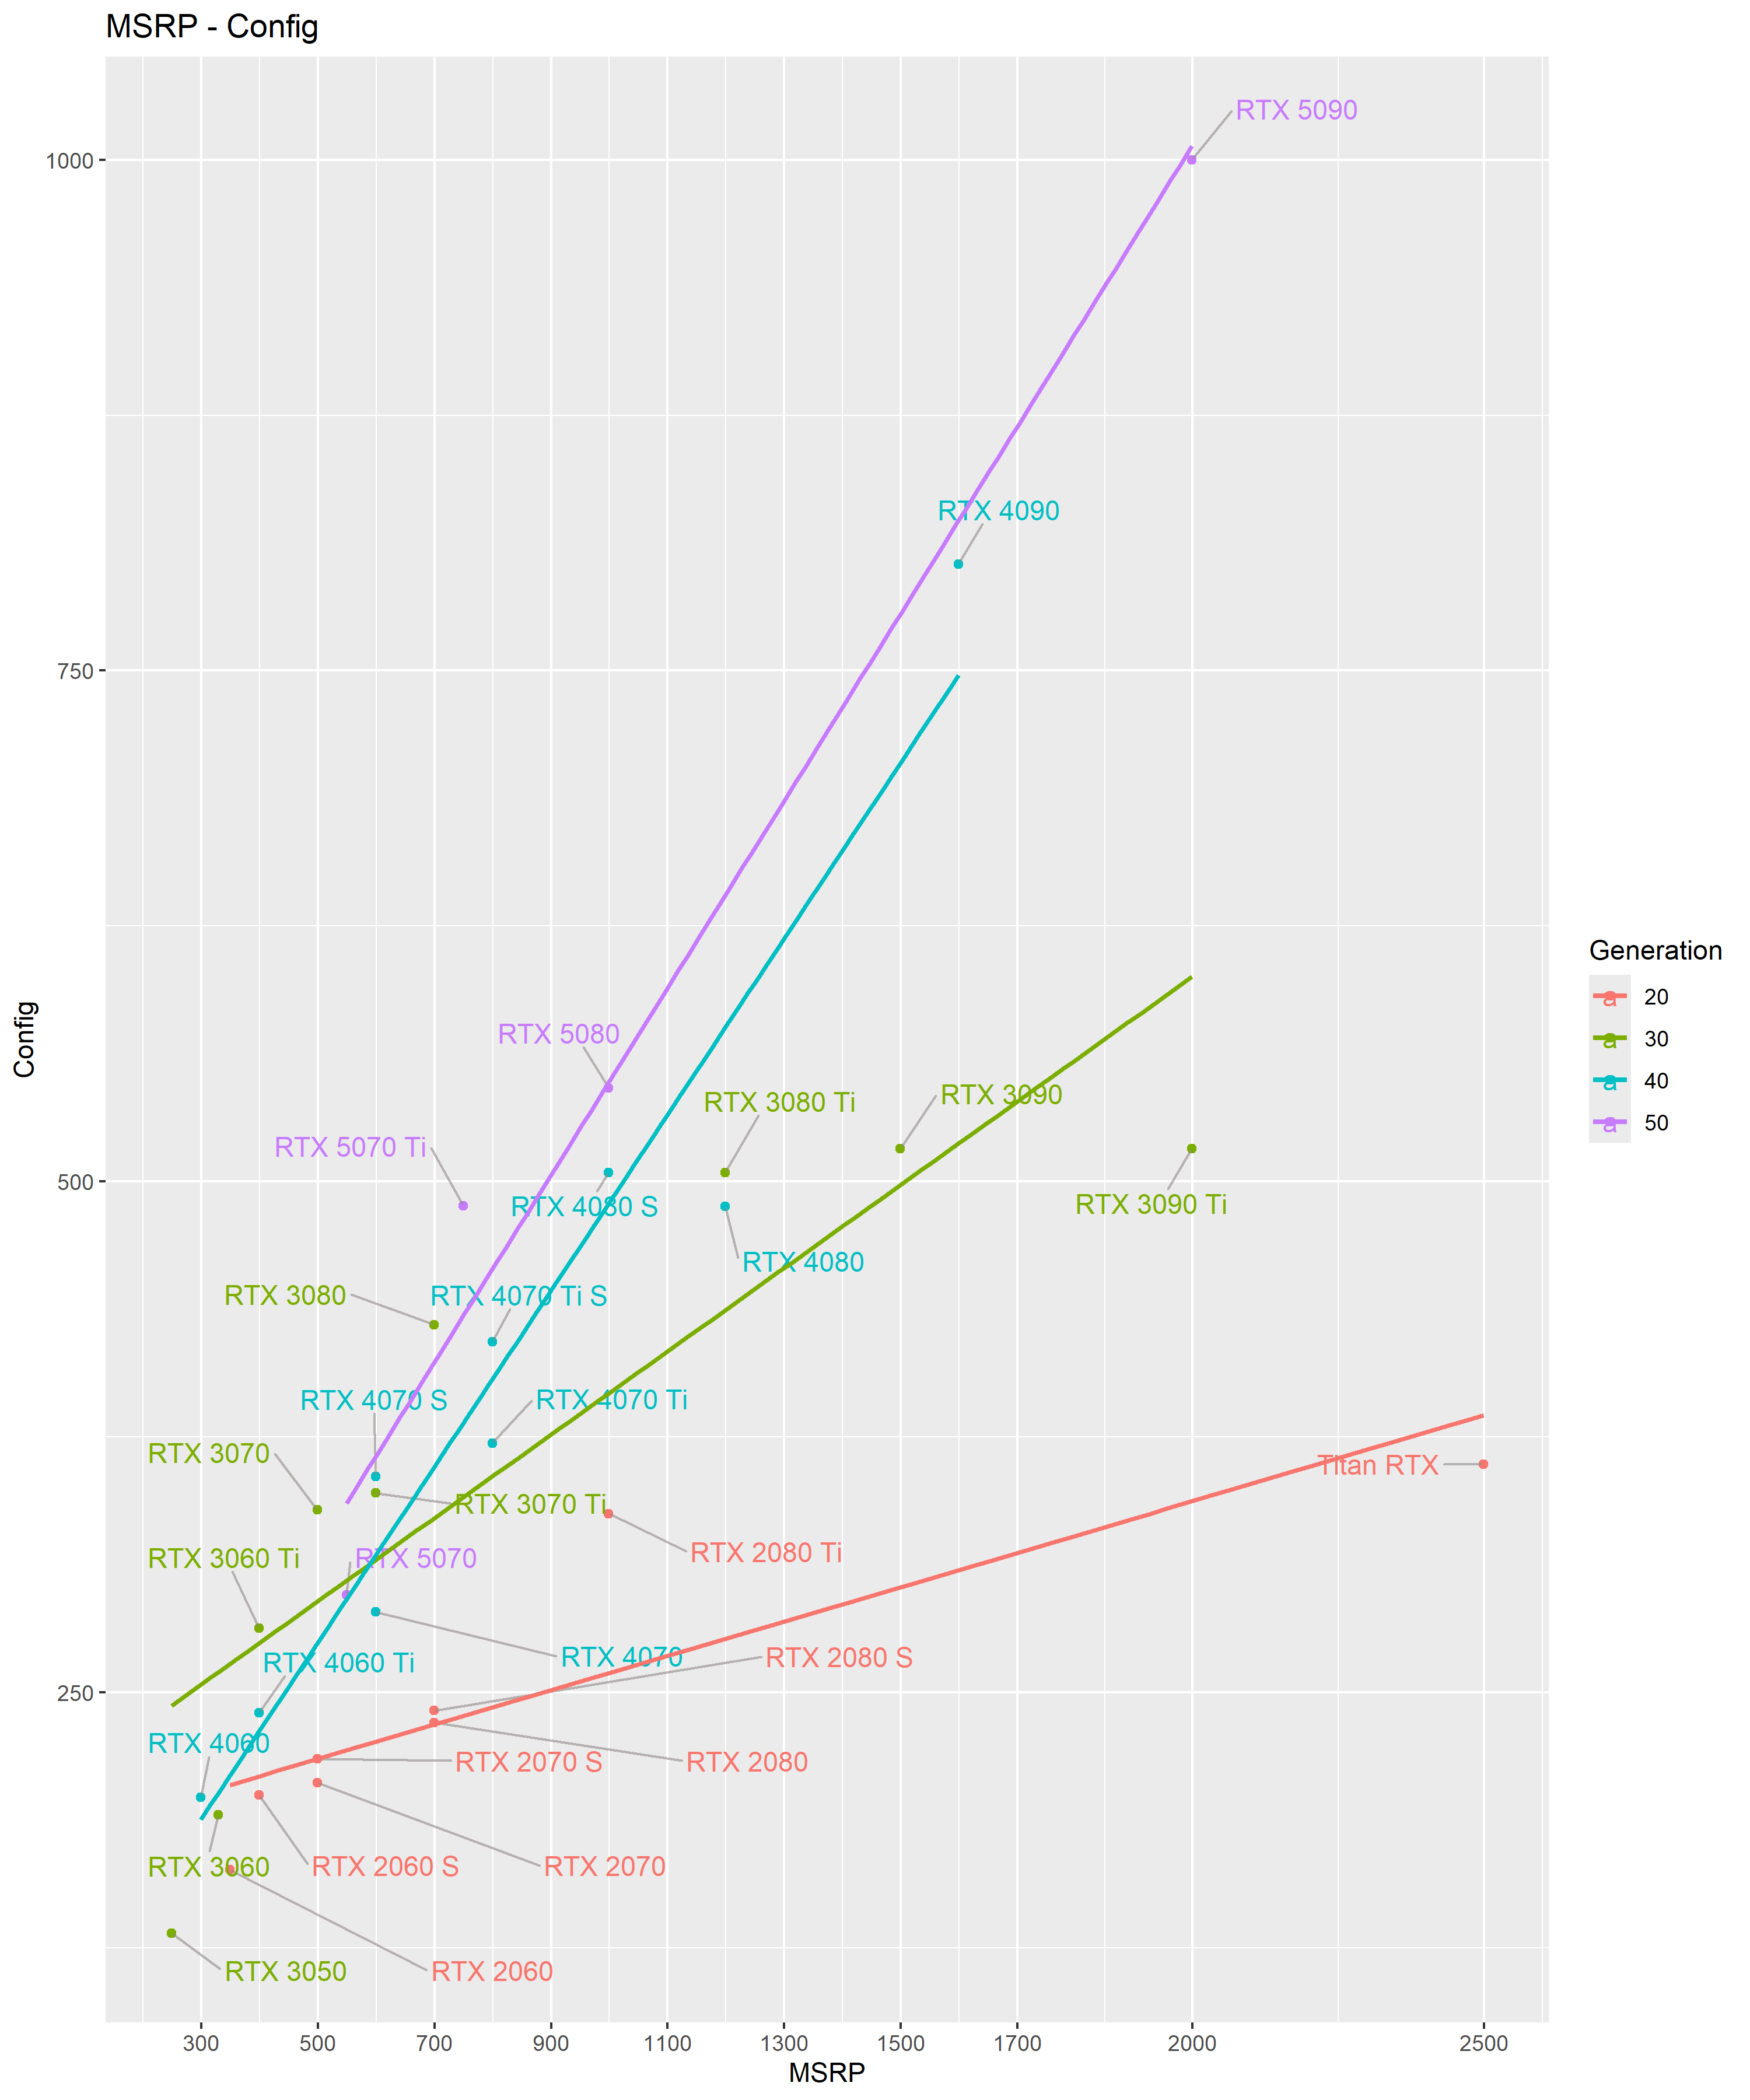 MSRP - Config
RTX 5090
1000
RTX 4090
750
RTX 5080
RTX 3080 Ti
RTX 3090
RTX 5070 Ti
500
RTX 4080 S
RTX 3090 Ti
RTX 4080
RTX 3080
RTX 4070 Ti S
RTX 4070 S
RTX 4070 Ti
RTX 3070
Titan RTX
RTX 3070 Ti
RTX 2080 Ti
RTX 3060 Ti
RTX 5070
RTX 4060 Ti
RTX 4070
RTX 2080 S
250
RTX 4060
RTX 2070 S
RTX 2080
RTX 3060
RTX 2060 S
RTX 2070
RTX 3050
RTX 2060
300 500 700 900 1100 1300 1500 1700 2000 2500
MSRP
Config
Generation
a 20
a 30
a 40
a 50